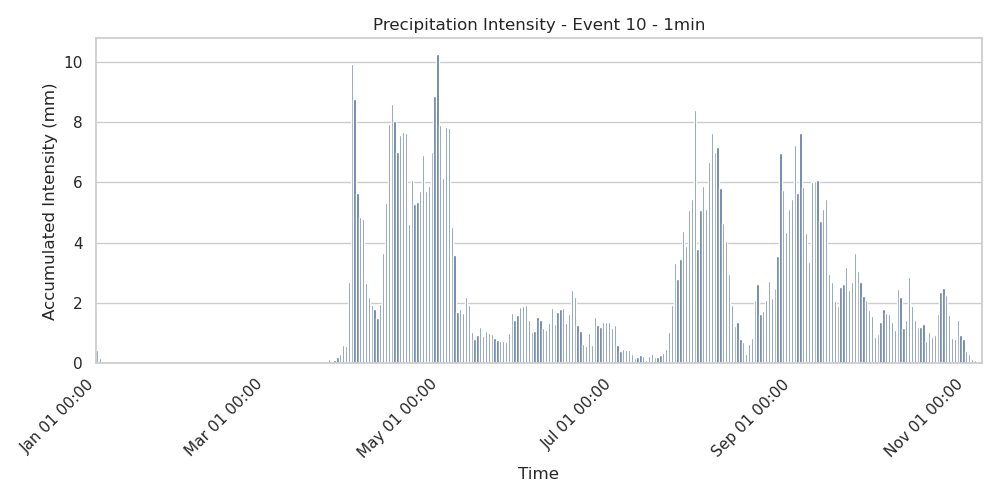 Precipitation Intensity - Event 10 - 1min
Accumulated Intensity (mm)
10
8
6
4
2
0
Jan 01 00:00
Mar 01 00:00
May 01 00:00
Jul 01 00:00
Sep 01 00:00
Nov 01 00:00
Time